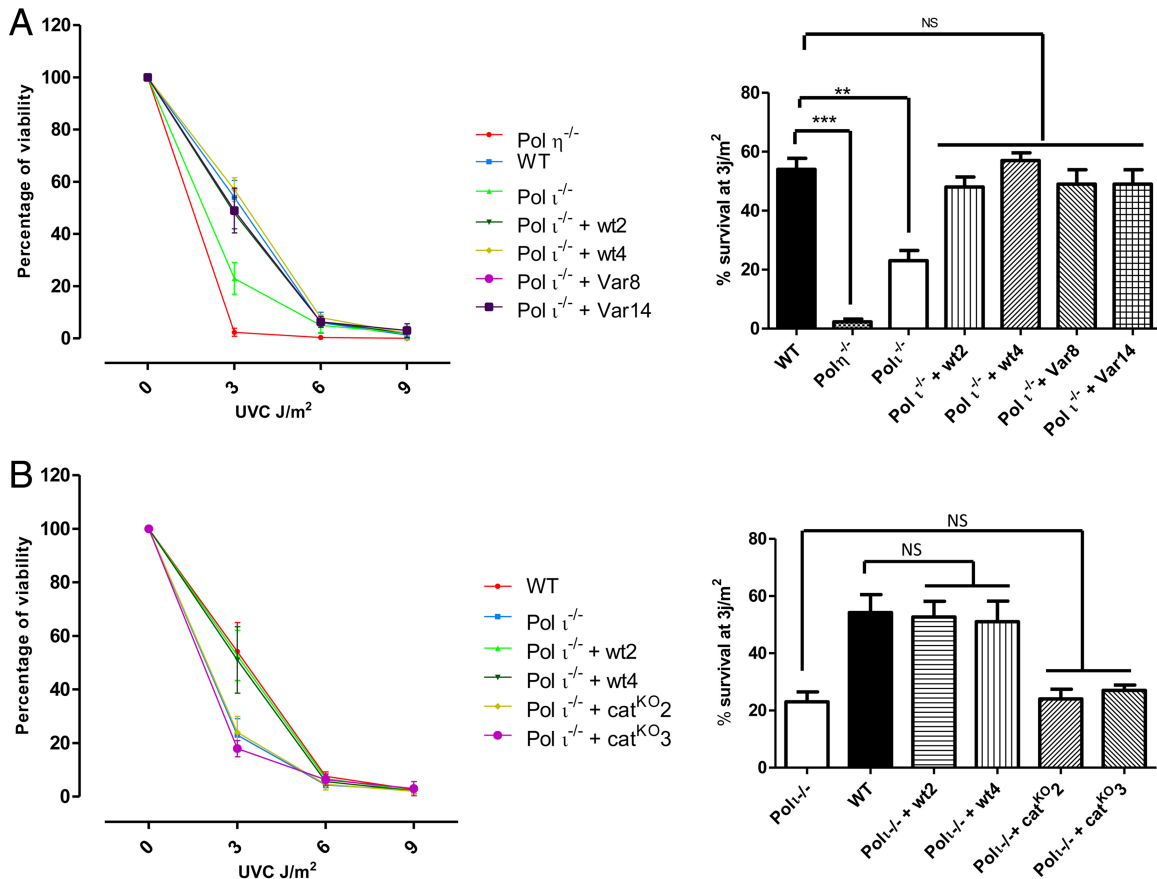 A
Percentage of viability
120
100
80
60
40
20
0
0 3 6 9
UVC J/m²
Pol η⁻/⁻
WT
Pol ι⁻/⁻
Pol ι⁻/⁻ + wt2
Pol ι⁻/⁻ + wt4
Pol ι⁻/⁻ + Var8
Pol ι⁻/⁻ + Var14
% survival at 3j/m²
80
60
40
20
0
NS
**
***
WT
Polη⁻/⁻
Polι⁻/⁻
Pol ι⁻/⁻ + wt2
Pol ι⁻/⁻ + wt4
Pol ι⁻/⁻ + Var8
Pol ι⁻/⁻ + Var14
B
Percentage of viability
120
100
80
60
40
20
0
0 3 6 9
UVC J/m²
WT
Pol ι⁻/⁻
Pol ι⁻/⁻ + wt2
Pol ι⁻/⁻ + wt4
Pol ι⁻/⁻ + catᴷᴼ2
Pol ι⁻/⁻ + catᴷᴼ3
% survival at 3j/m²
80
60
40
20
0
NS
NS
Polι-/-
WT
Polι-/- + wt2
Polι-/- + wt4
Polι-/-+ catᴷᴼ2
Polι-/- + catᴷᴼ3